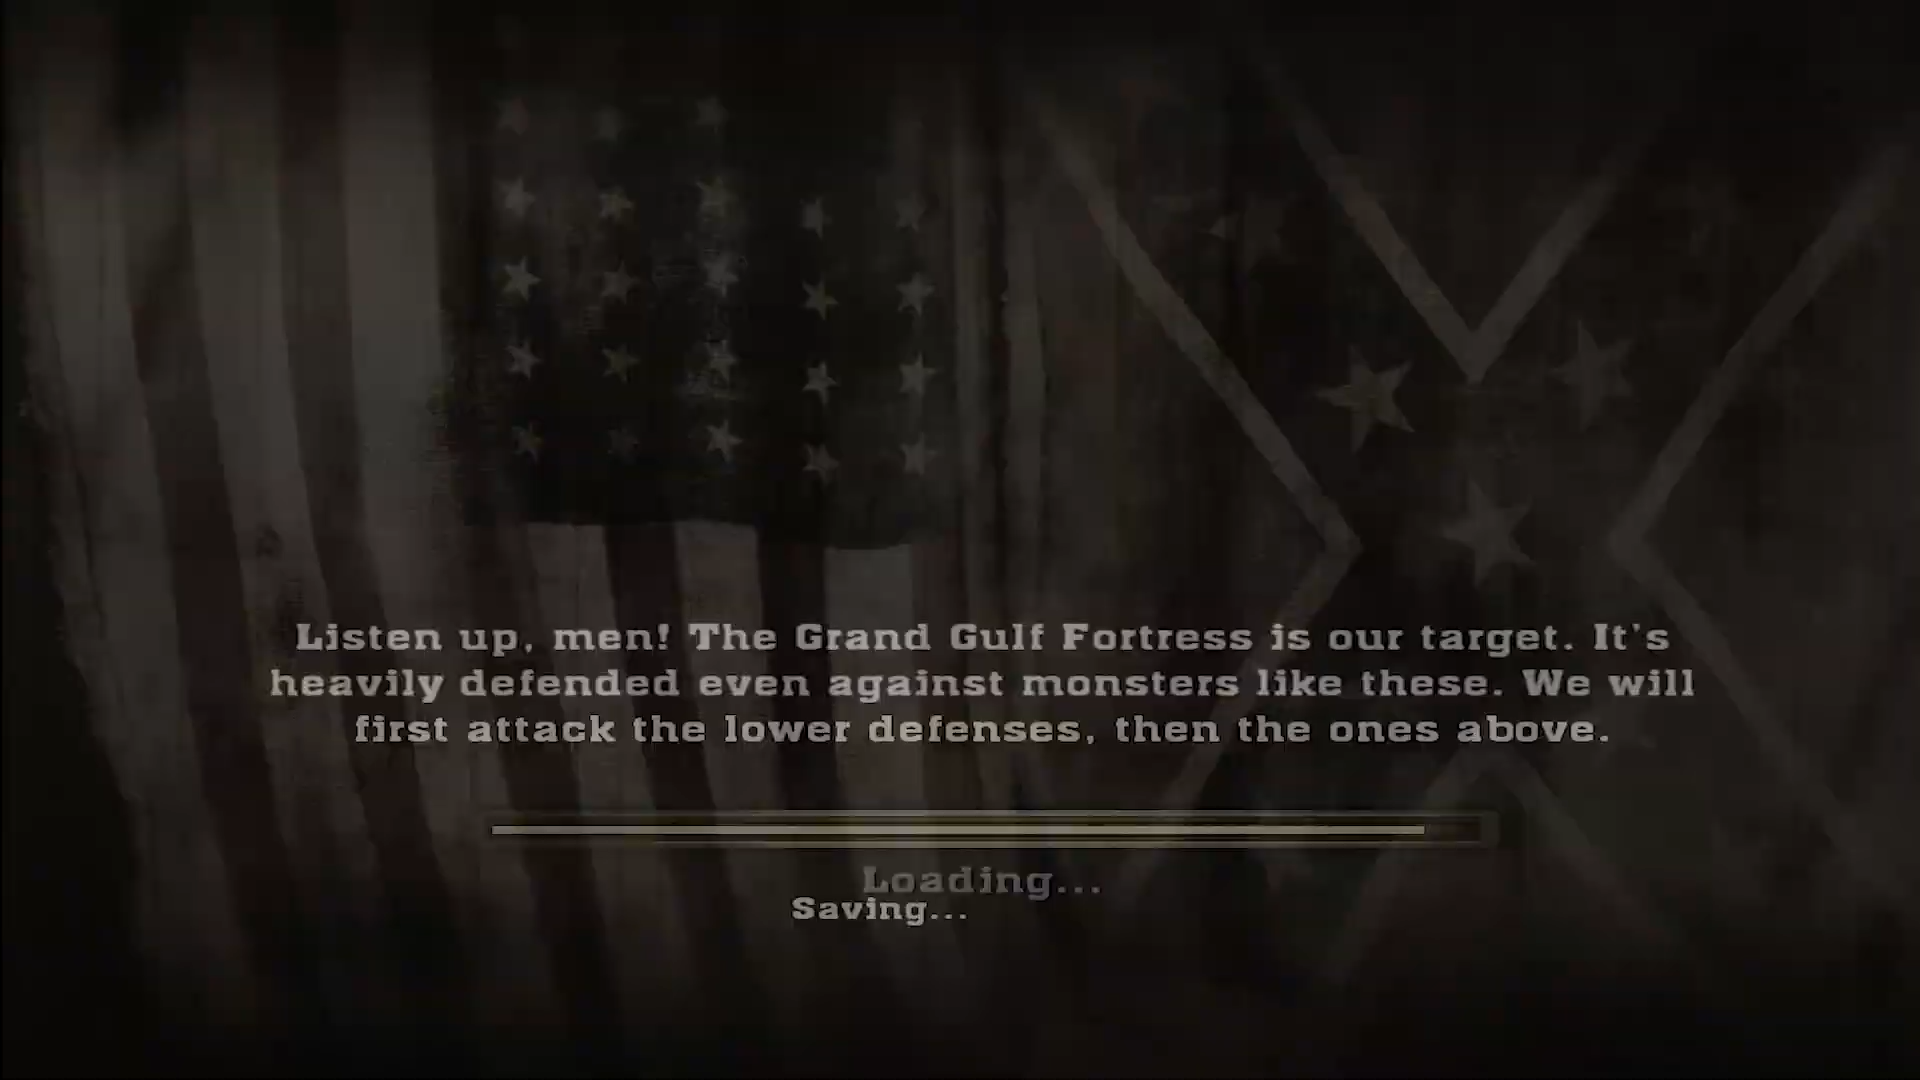 Listen up, men! The Grand Gulf Fortress is our target. It's
heavily defended even against monsters like these. We will
first attack the lower defenses, then the ones above.
Loading...
Saving...